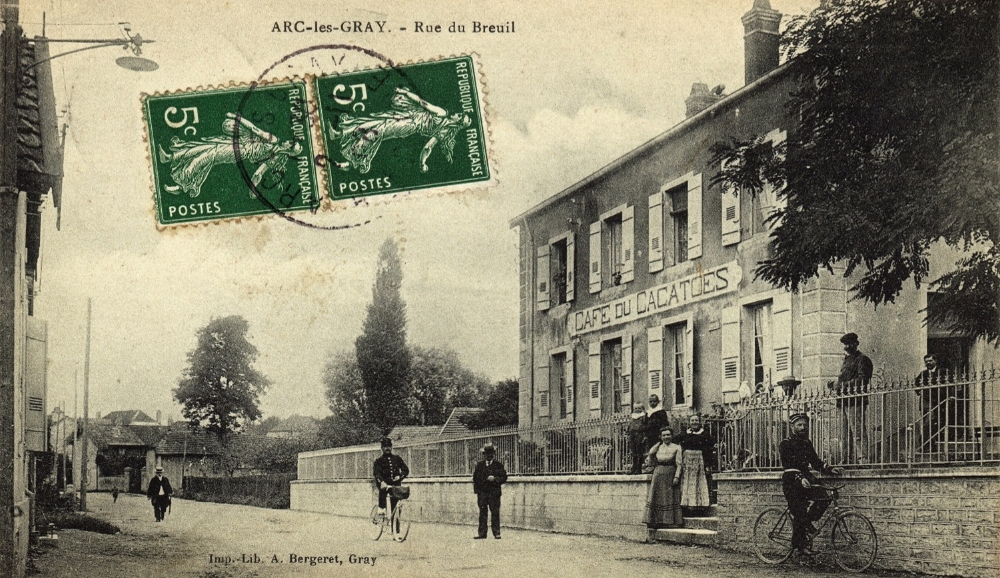 ARC-les-GRAY. - Rue du Breuil
5c
REPUBLIQUE FRANÇAISE
POSTES
5c
REPUBLIQUE FRANÇAISE
POSTES
CAFE DU CACATOES
Imp.-Lib. A. Bergeret, Gray